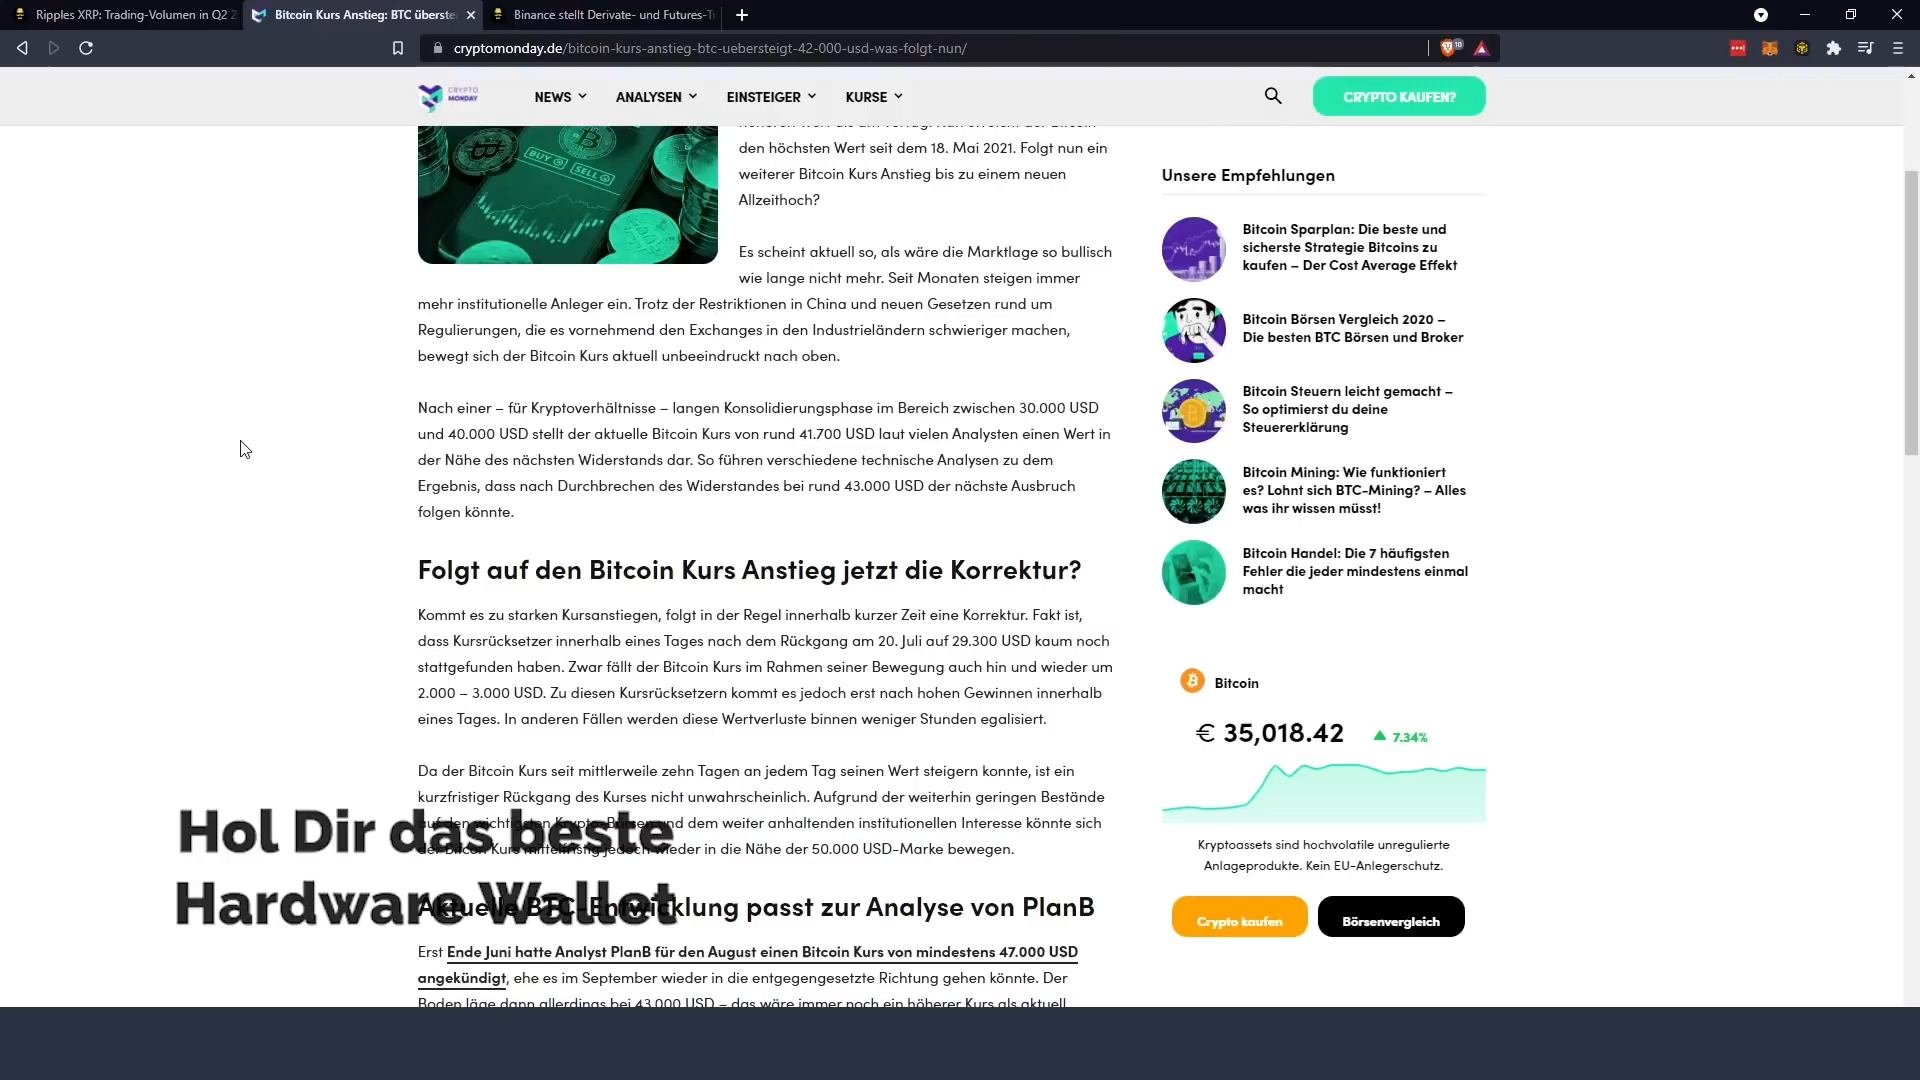 Ripples XRP: Trading-Volumen in Q2 2
Bitcoin Kurs Anstieg: BTC überste
Binance stellt Derivate- und Futures-T
cryptomonday.de/bitcoin-kurs-anstieg-btc-uebersteigt-42-000-usd-was-folgt-nun/
CRYPTO
MONDAY
NEWS
ANALYSEN
EINSTEIGER
KURSE
CRYPTO KAUFEN?
BUY
SELL
den höchsten Wert seit dem 18. Mai 2021. Folgt nun ein
weiterer Bitcoin Kurs Anstieg bis zu einem neuen
Allzeithoch?
Es scheint aktuell so, als wäre die Marktlage so bullisch
wie lange nicht mehr. Seit Monaten steigen immer
mehr institutionelle Anleger ein. Trotz der Restriktionen in China und neuen Gesetzen rund um
Regulierungen, die es vornehmend den Exchanges in den Industrieländern schwieriger machen,
bewegt sich der Bitcoin Kurs aktuell unbeeindruckt nach oben.
Nach einer – für Kryptoverhältnisse – langen Konsolidierungsphase im Bereich zwischen 30.000 USD
und 40.000 USD stellt der aktuelle Bitcoin Kurs von rund 41.700 USD laut vielen Analysten einen Wert in
der Nähe des nächsten Widerstands dar. So führen verschiedene technische Analysen zu dem
Ergebnis, dass nach Durchbrechen des Widerstandes bei rund 43.000 USD der nächste Ausbruch
folgen könnte.
Folgt auf den Bitcoin Kurs Anstieg jetzt die Korrektur?
Kommt es zu starken Kursanstiegen, folgt in der Regel innerhalb kurzer Zeit eine Korrektur. Fakt ist,
dass Kursrücksetzer innerhalb eines Tages nach dem Rückgang am 20. Juli auf 29.300 USD kaum noch
stattgefunden haben. Zwar fällt der Bitcoin Kurs im Rahmen seiner Bewegung auch hin und wieder um
2.000 – 3.000 USD. Zu diesen Kursrücksetzern kommt es jedoch erst nach hohen Gewinnen innerhalb
eines Tages. In anderen Fällen werden diese Wertverluste binnen weniger Stunden egalisiert.
Da der Bitcoin Kurs seit mittlerweile zehn Tagen an jedem Tag seinen Wert steigern konnte, ist ein
kurzfristiger Rückgang des Kurses nicht unwahrscheinlich. Aufgrund der weiterhin geringen Bestände
auf den wichtigsten Krypto-Börsen und dem weiter anhaltenden institutionellen Interesse könnte sich
der Bitcoin Kurs mittelfristig jedoch wieder in die Nähe der 50.000 USD-Marke bewegen.
Aktuelle BTC-Entwicklung passt zur Analyse von PlanB
Erst Ende Juni hatte Analyst PlanB für den August einen Bitcoin Kurs von mindestens 47.000 USD
angekündigt, ehe es im September wieder in die entgegengesetzte Richtung gehen könnte. Der
Boden läge dann allerdings bei 43.000 USD – das wäre immer noch ein höherer Kurs als aktuell
Hol Dir das beste
Hardware Wallet
Unsere Empfehlungen
Bitcoin Sparplan: Die beste und
sicherste Strategie Bitcoins zu
kaufen – Der Cost Average Effekt
Bitcoin Börsen Vergleich 2020 –
Die besten BTC Börsen und Broker
Bitcoin Steuern leicht gemacht –
So optimierst du deine
Steuererklärung
Bitcoin Mining: Wie funktioniert
es? Lohnt sich BTC-Mining? – Alles
was ihr wissen müsst!
Bitcoin Handel: Die 7 häufigsten
Fehler die jeder mindestens einmal
macht
Bitcoin
€ 35,018.42
7.34%
Kryptoassets sind hochvolatile unregulierte
Anlageprodukte. Kein EU-Anlegerschutz.
Crypto kaufen
Börsenvergleich